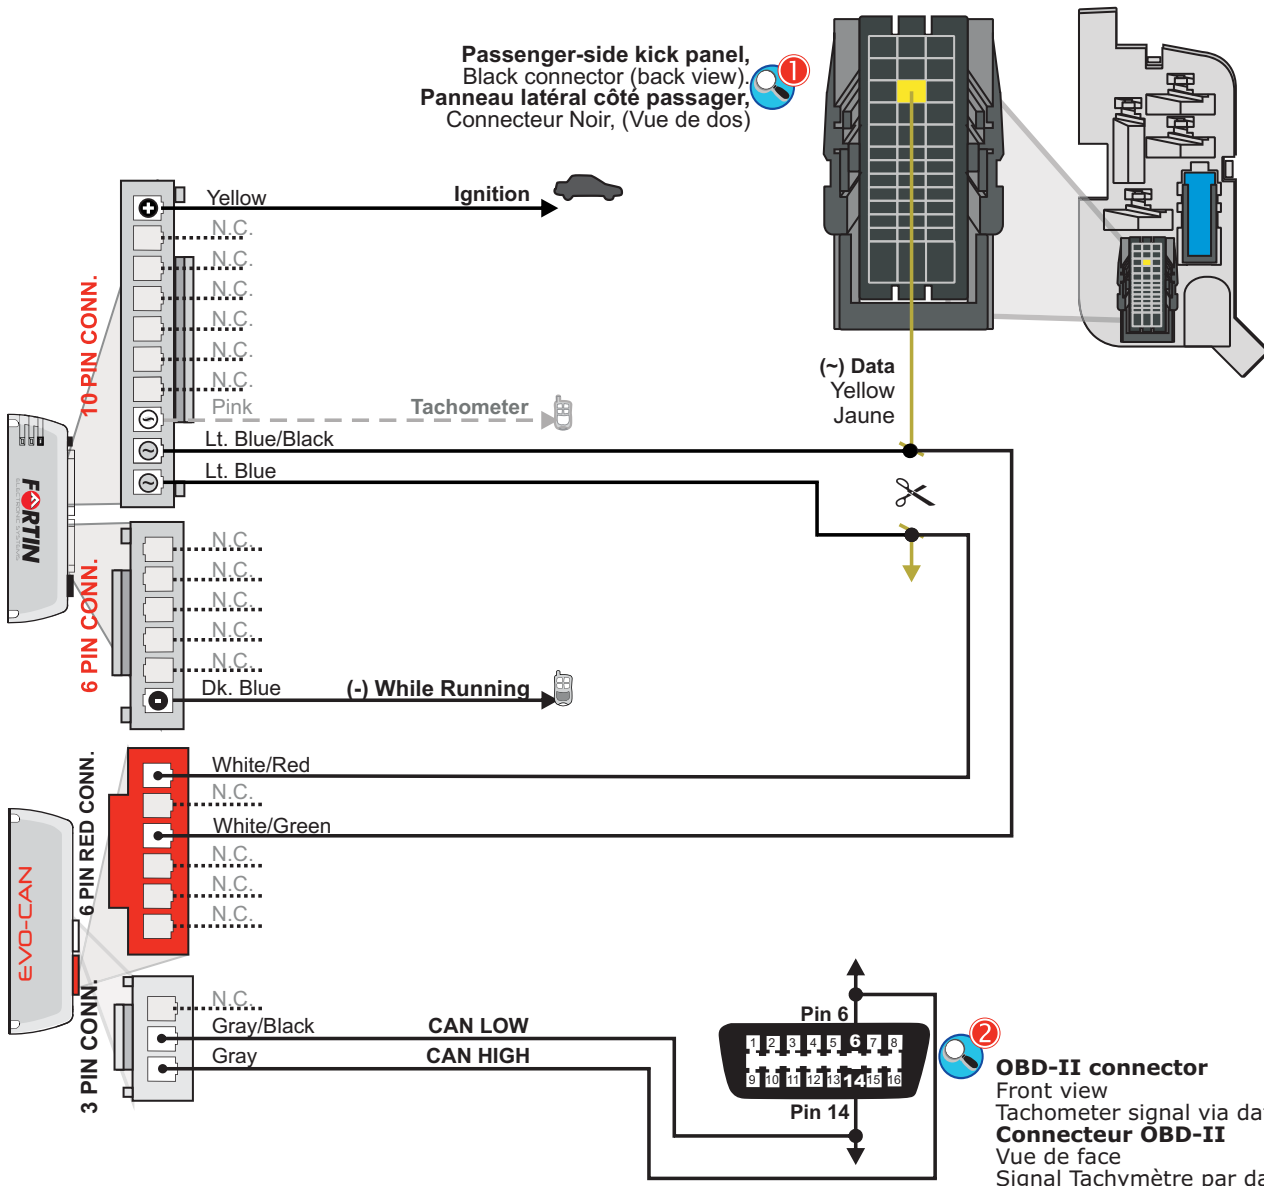 Passenger-side kick panel,
Black connector (back view).
Panneau latéral côté passager,
Connecteur Noir, (Vue de dos)
1
Yellow
Ignition
N.C.
N.C.
N.C.
N.C.
N.C.
N.C.
Pink
Tachometer
Lt. Blue/Black
Lt. Blue
10 PIN CONN.
(~) Data
Yellow
Jaune
FORTIN
ELECTRONIC SYSTEMS
6 PIN CONN.
N.C.
N.C.
N.C.
N.C.
N.C.
Dk. Blue
(-) While Running
6 PIN RED CONN.
White/Red
N.C.
White/Green
N.C.
N.C.
N.C.
EVO-CAN
3 PIN CONN.
N.C.
Gray/Black
CAN LOW
Gray
CAN HIGH
Pin 6
1 2 3 4 5 6 7 8
9 10 11 12 13 14 15 16
Pin 14
2
OBD-II connector
Front view
Tachometer signal via da
Connecteur OBD-II
Vue de face
Signal Tachymètre par da